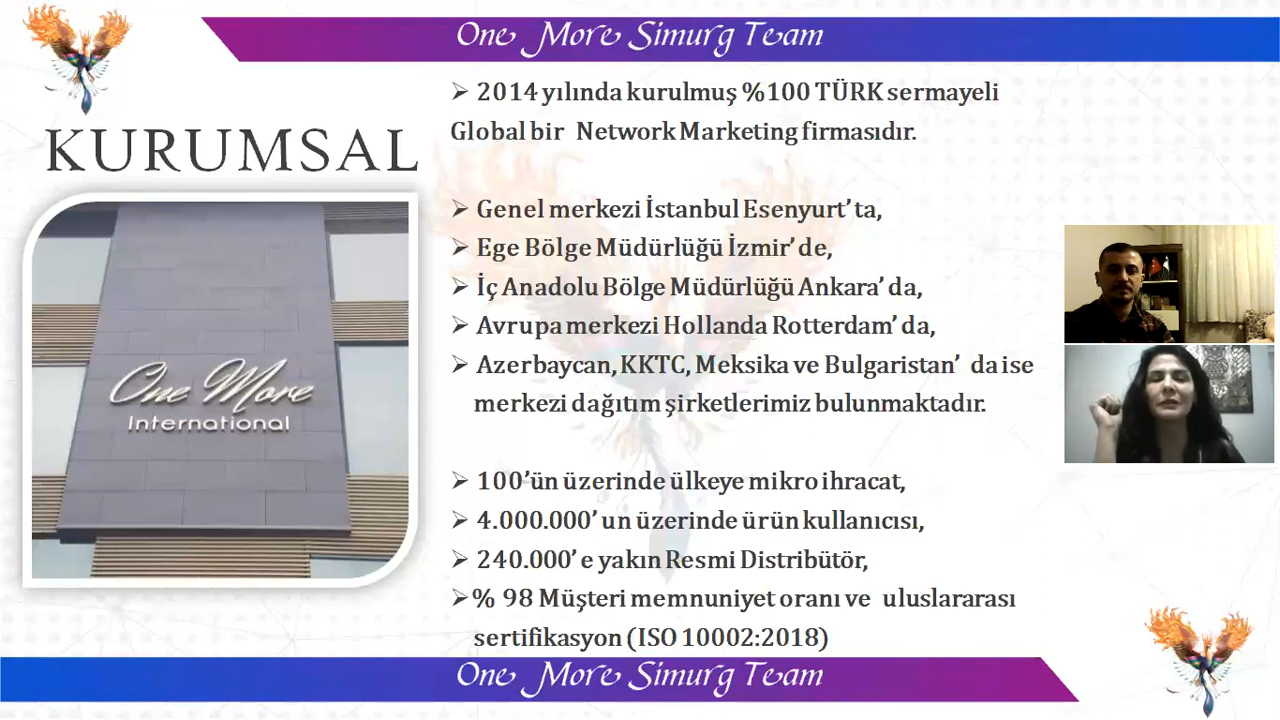 One More Simurg Team
KURUMSAL
One More
International
➢ 2014 yılında kurulmuş %100 TÜRK sermayeli
Global bir Network Marketing firmasıdır.
➢ Genel merkezi İstanbul Esenyurt' ta,
➢ Ege Bölge Müdürlüğü İzmir' de,
➢ İç Anadolu Bölge Müdürlüğü Ankara' da,
➢ Avrupa merkezi Hollanda Rotterdam' da,
➢ Azerbaycan, KKTC, Meksika ve Bulgaristan' da ise
merkezi dağıtım şirketlerimiz bulunmaktadır.
➢ 100'ün üzerinde ülkeye mikro ihracat,
➢ 4.000.000' un üzerinde ürün kullanıcısı,
➢ 240.000' e yakın Resmi Distribütör,
➢ % 98 Müşteri memnuniyet oranı ve uluslararası
sertifikasyon (ISO 10002:2018)
One More Simurg Team